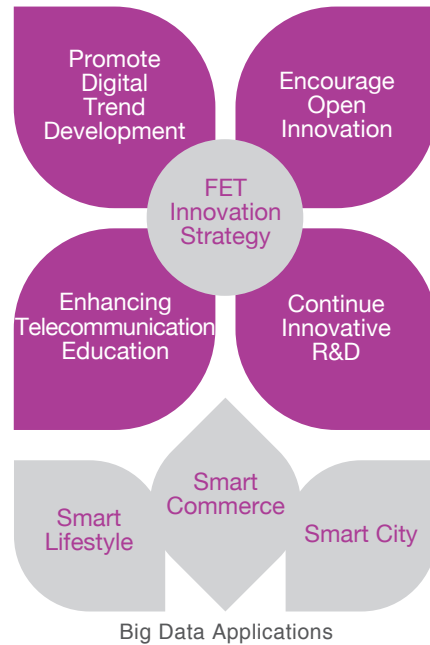 Promote
Digital
Trend
Development
Encourage
Open
Innovation
FET
Innovation
Strategy
Enhancing
Telecommunication
Education
Continue
Innovative
R&D
Smart
Lifestyle
Smart
Commerce
Smart City
Big Data Applications